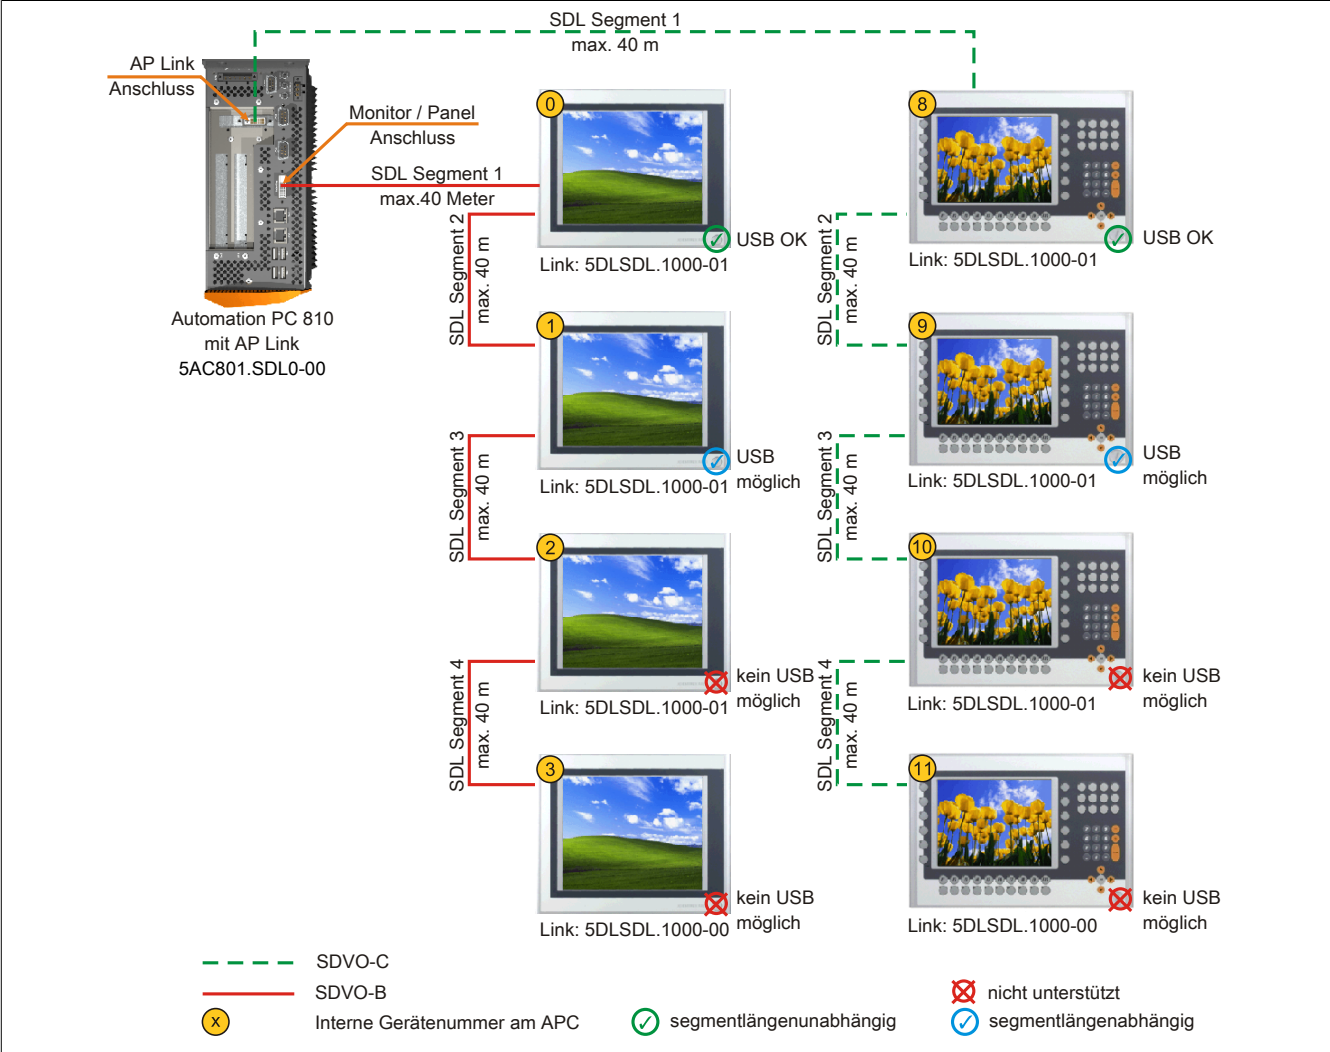 SDL Segment 1
max. 40 m
AP Link
Anschluss
Monitor / Panel
Anschluss
SDL Segment 1
max.40 Meter
Automation PC 810
mit AP Link
5AC801.SDL0-00
0
USB OK
Link: 5DLSDL.1000-01
SDL Segment 2
max. 40 m
1
USB
möglich
Link: 5DLSDL.1000-01
SDL Segment 3
max. 40 m
2
kein USB
möglich
Link: 5DLSDL.1000-01
SDL Segment 4
max. 40 m
3
kein USB
möglich
Link: 5DLSDL.1000-00
8
USB OK
Link: 5DLSDL.1000-01
SDL Segment 2
max. 40 m
9
USB
möglich
Link: 5DLSDL.1000-01
SDL Segment 3
max. 40 m
10
kein USB
möglich
Link: 5DLSDL.1000-01
SDL Segment 4
max. 40 m
11
kein USB
möglich
Link: 5DLSDL.1000-00
SDVO-C
SDVO-B
x
Interne Gerätenummer am APC
segmentlängenunabhängig
nicht unterstützt
segmentlängenabhängig